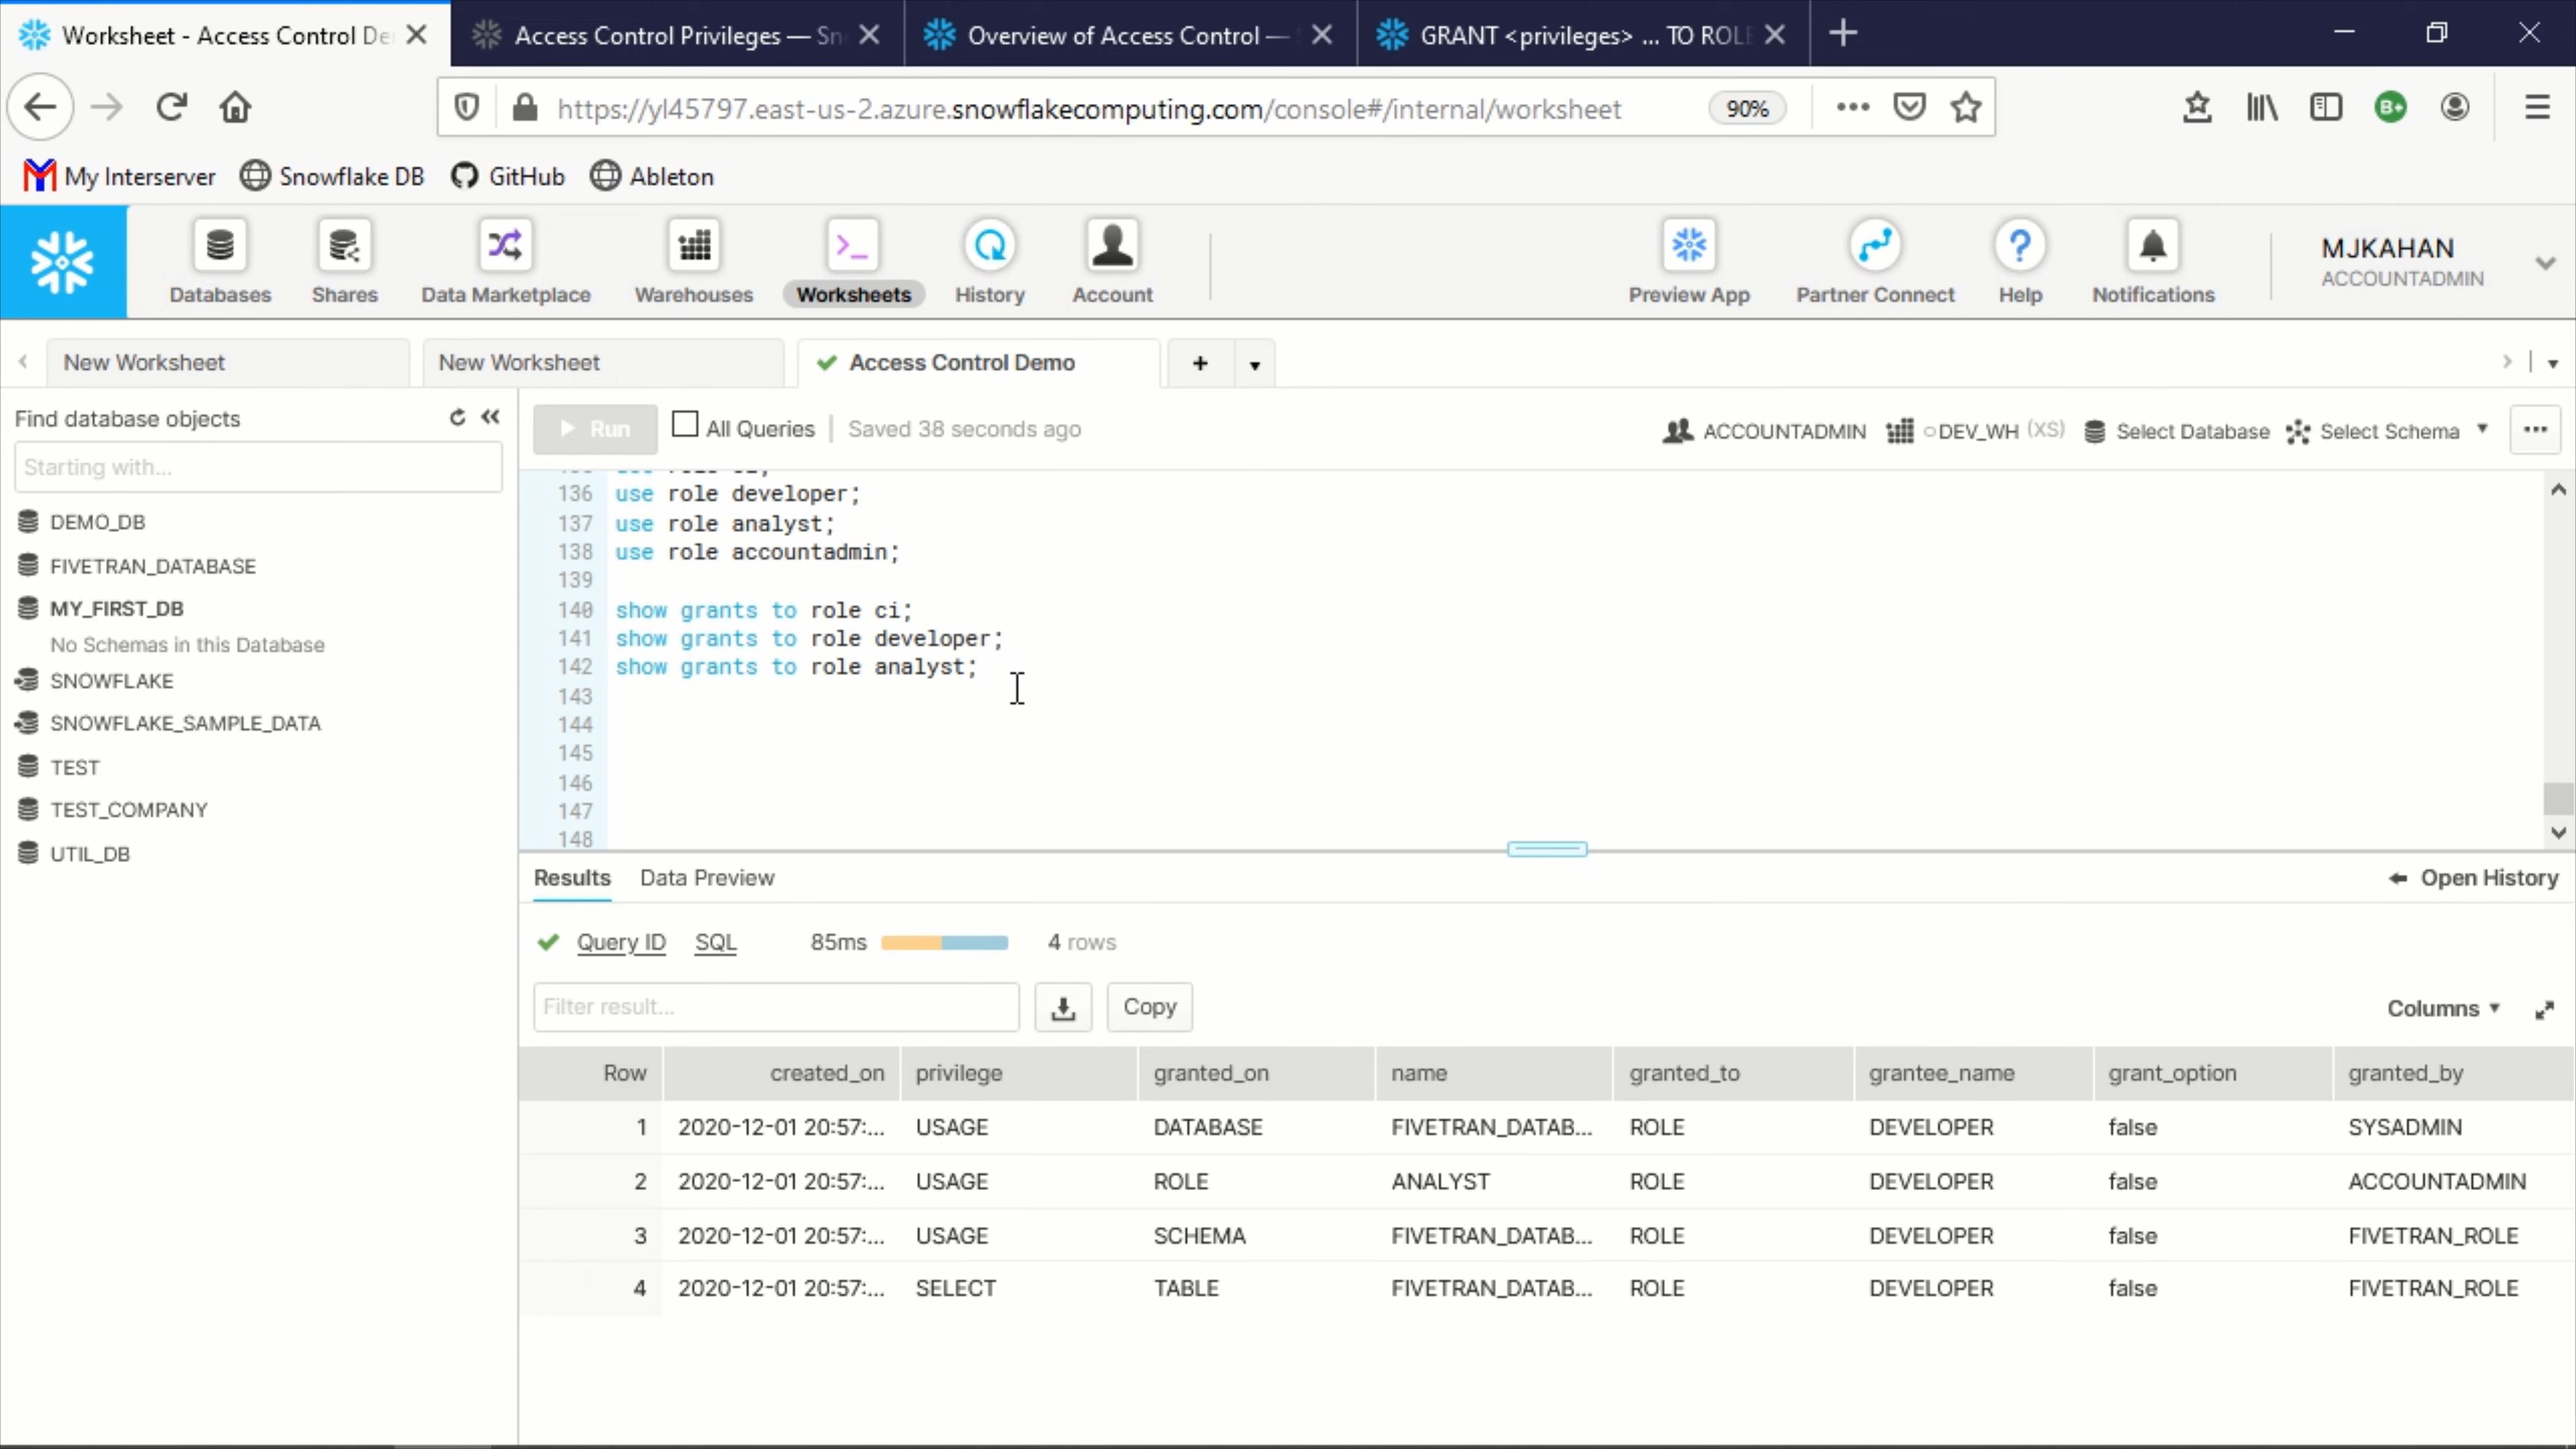 Worksheet - Access Control De
Access Control Privileges — Sn
Overview of Access Control —
GRANT <privileges> … TO ROLE
https://yl45797.east-us-2.azure.snowflakecomputing.com/console#/internal/worksheet
90%
My Interserver
Snowflake DB
GitHub
Ableton
Databases
Shares
Data Marketplace
Warehouses
Worksheets
History
Account
Preview App
Partner Connect
Help
Notifications
MJKAHAN
ACCOUNTADMIN
New Worksheet
New Worksheet
Access Control Demo
Find database objects
Starting with...
DEMO_DB
FIVETRAN_DATABASE
MY_FIRST_DB
No Schemas in this Database
SNOWFLAKE
SNOWFLAKE_SAMPLE_DATA
TEST
TEST_COMPANY
UTIL_DB
Run All Queries | Saved 38 seconds ago
ACCOUNTADMIN DEV_WH (XS) Select Database Select Schema
136 use role developer;
137 use role analyst;
138 use role accountadmin;
139
140 show grants to role ci;
141 show grants to role developer;
142 show grants to role analyst;
143
144
145
146
147
148
Results Data Preview Open History
Query ID SQL 85ms 4 rows
Filter result... Copy Columns
Row created_on privilege granted_on name granted_to grantee_name grant_option granted_by
1 2020-12-01 20:57:... USAGE DATABASE FIVETRAN_DATAB... ROLE DEVELOPER false SYSADMIN
2 2020-12-01 20:57:... USAGE ROLE ANALYST ROLE DEVELOPER false ACCOUNTADMIN
3 2020-12-01 20:57:... USAGE SCHEMA FIVETRAN_DATAB... ROLE DEVELOPER false FIVETRAN_ROLE
4 2020-12-01 20:57:... SELECT TABLE FIVETRAN_DATAB... ROLE DEVELOPER false FIVETRAN_ROLE